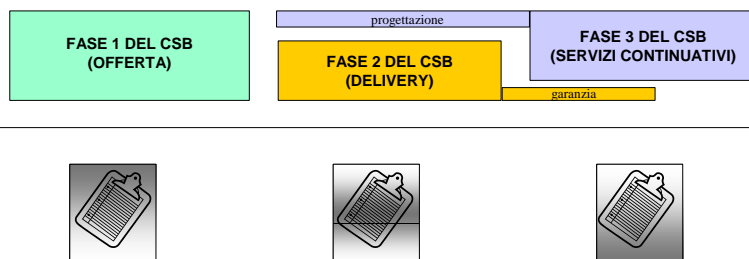 FASE 1 DEL CSB
(OFFERTA)
progettazione
FASE 2 DEL CSB
(DELIVERY)
FASE 3 DEL CSB
(SERVIZI CONTINUATIVI)
garanzia